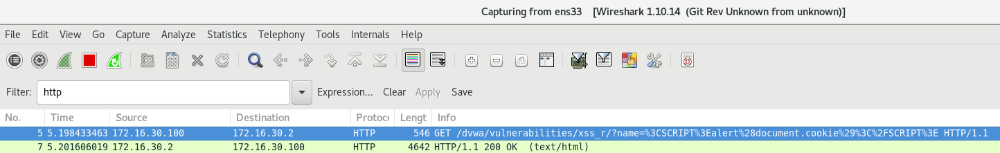 Capturing from ens33 [Wireshark 1.10.14 (Git Rev Unknown from unknown)]
File Edit View Go Capture Analyze Statistics Telephony Tools Internals Help
Filter: http Expression... Clear Apply Save
No. Time Source Destination Protoco Lengt Info
5 5.198433463 172.16.30.100 172.16.30.2 HTTP 546 GET /dvwa/vulnerabilities/xss_r/?name=%3CSCRIPT%3Ealert%28document.cookie%29%3C%2FSCRIPT%3E HTTP/1.1
7 5.201606019 172.16.30.2 172.16.30.100 HTTP 4642 HTTP/1.1 200 OK (text/html)